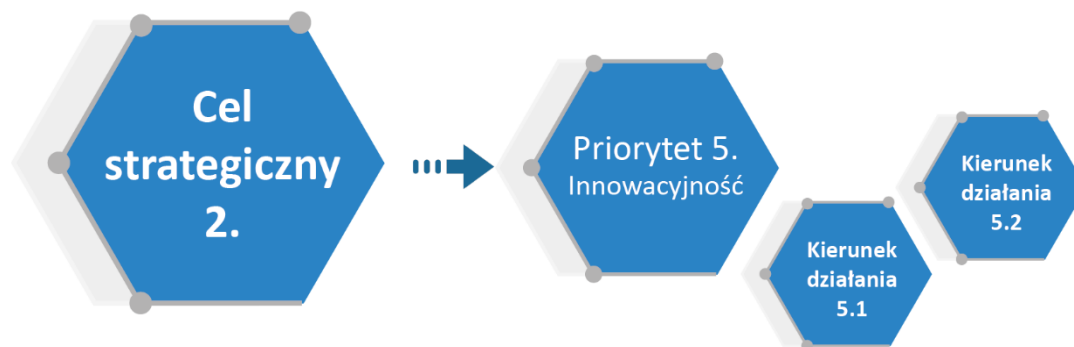 Cel
strategiczny
2.
Priorytet 5.
Innowacyjność
Kierunek
działania
5.1
Kierunek
działania
5.2